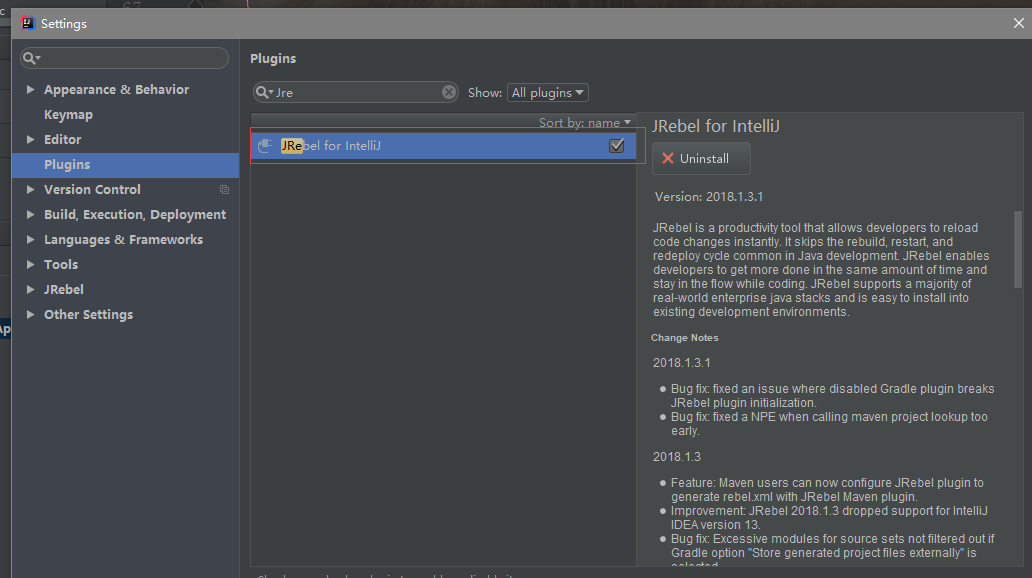 67
Settings
Appearance & Behavior
Keymap
Editor
Plugins
Version Control
Build, Execution, Deployment
Languages & Frameworks
Tools
JRebel
Other Settings
Plugins
Jre
Show: All plugins
Sort by: name
JRebel for IntelliJ
JRebel for IntelliJ
Uninstall
Version: 2018.1.3.1
JRebel is a productivity tool that allows developers to reload
code changes instantly. It skips the rebuild, restart, and
redeploy cycle common in Java development. JRebel enables
developers to get more done in the same amount of time and
stay in the flow while coding. JRebel supports a majority of
real-world enterprise java stacks and is easy to install into
existing development environments.
Change Notes
2018.1.3.1
Bug fix: fixed an issue where disabled Gradle plugin breaks
JRebel plugin initialization.
Bug fix: fixed a NPE when calling maven project lookup too
early.
2018.1.3
Feature: Maven users can now configure JRebel plugin to
generate rebel.xml with JRebel Maven plugin.
Improvement: JRebel 2018.1.3 dropped support for IntelliJ
IDEA version 13.
Bug fix: Excessive modules for source sets not filtered out if
Gradle option "Store generated project files externally" is
selected